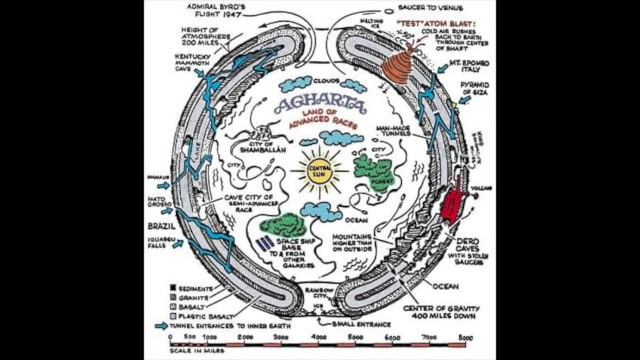 ADMIRAL BYRD'S
FLIGHT 1947
SAUCER TO VENUS
MELTING
ICE
"TEST" ATOM BLAST:
COLD AIR RUSHES
BACK TO EARTH
THROUGH CENTER
OF SHAFT
HEIGHT OF
ATMOSPHERE
200 MILES
KENTUCKY
MAMMOTH
CAVE
MT. EPOMEO
ITALY
PYRAMID
OF GIZA
CLOUDS
AGHARTA
LAND OF
ADVANCED RACES
MAN-MADE
TUNNELS
CITY OF
SHAMBALLAH
CITY
CITY
CENTRAL
SUN
FOREST
MANAUS
MATO
GROSSO
BRAZIL
IGUASSU
FALLS
CAVE CITY OF
SEMI-ADVANCED
RACE
VOLCANO
OCEAN
SPACE SHIP
BASE
TO & FROM
OTHER
GALAXIES
MOUNTAINS
HIGHER THAN
ON OUTSIDE
DERO
CAVES
WITH STOLEN
SAUCERS
OCEAN
RAINBOW
CITY
ICE
SMALL ENTRANCE
CENTER OF GRAVITY
400 MILES DOWN
SEDIMENTS
GRANITE
BASALT
PLASTIC BASALT
TUNNEL ENTRANCES TO INNER EARTH
0 500 1000 2000 3000 4000 5000 6000 7000 8000
SCALE IN MILES